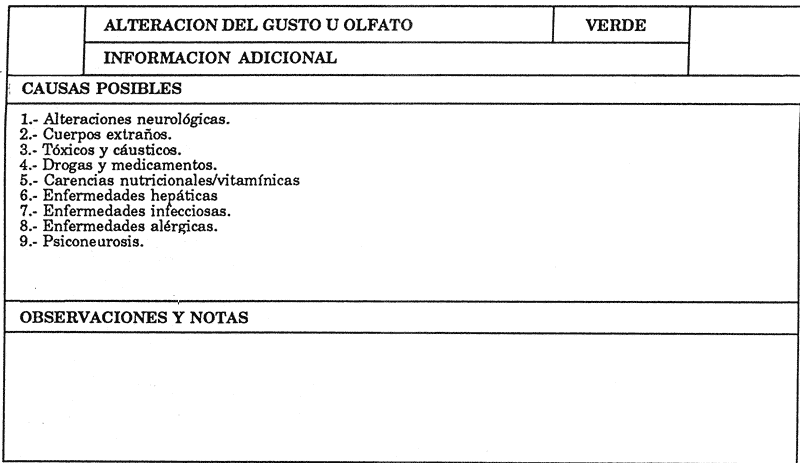 ALTERACION DEL GUSTO U OLFATO VERDE
INFORMACION ADICIONAL
CAUSAS POSIBLES
1.- Alteraciones neurológicas.
2.- Cuerpos extraños.
3.- Tóxicos y cáusticos.
4.- Drogas y medicamentos.
5.- Carencias nutricionales/vitamínicas
6.- Enfermedades hepáticas
7.- Enfermedades infecciosas.
8.- Enfermedades alérgicas.
9.- Psiconeurosis.
OBSERVACIONES Y NOTAS